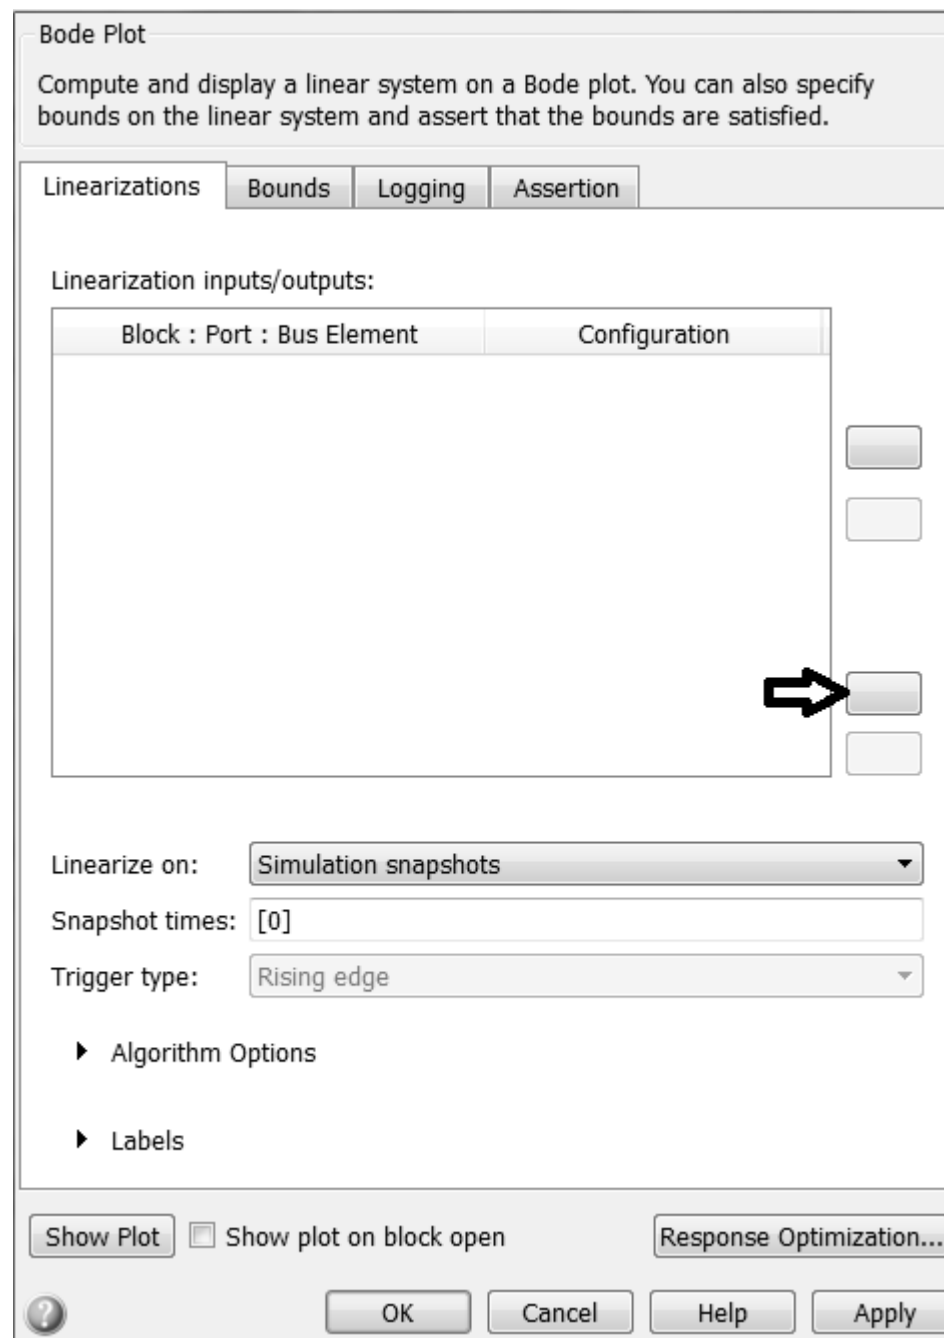 Bode Plot
Compute and display a linear system on a Bode plot. You can also specify
bounds on the linear system and assert that the bounds are satisfied.
Linearizations Bounds Logging Assertion
Linearization inputs/outputs:
Block : Port : Bus Element Configuration
Linearize on: Simulation snapshots
Snapshot times: [0]
Trigger type: Rising edge
Algorithm Options
Labels
Show Plot Show plot on block open Response Optimization...
? OK Cancel Help Apply